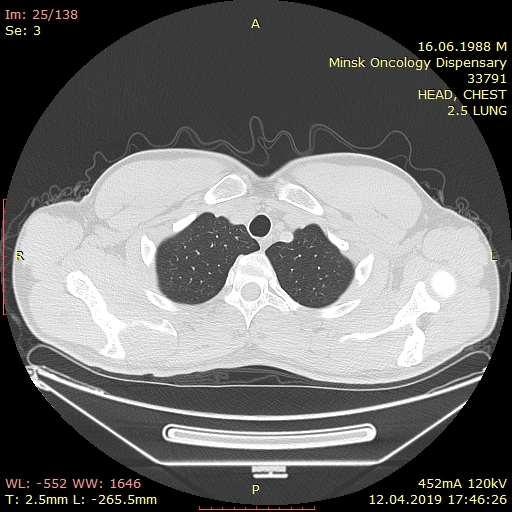 Im: 25/138
Se: 3
A
16.06.1988 M
Minsk Oncology Dispensary
33791
HEAD, CHEST
2.5 LUNG
R
L
WL: -552 WW: 1646
T: 2.5mm L: -265.5mm
P
452mA 120kV
12.04.2019 17:46:26